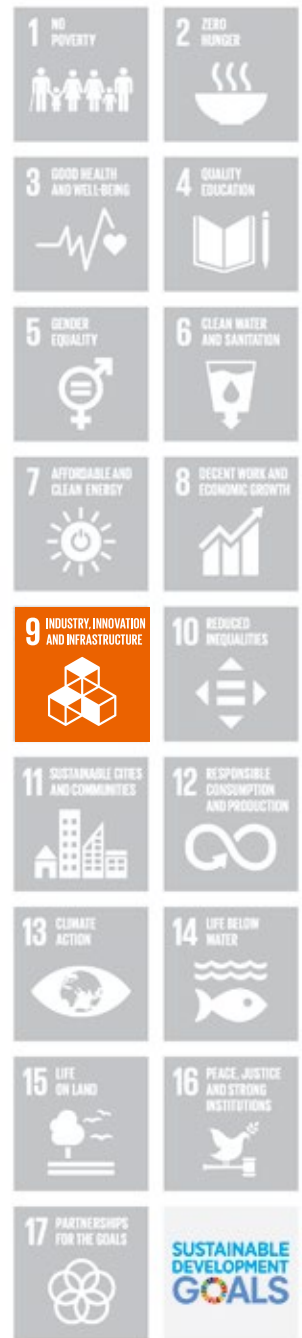 1 NO
POVERTY
2 ZERO
HUNGER
3 GOOD HEALTH
AND WELL-BEING
4 QUALITY
EDUCATION
5 GENDER
EQUALITY
6 CLEAN WATER
AND SANITATION
7 AFFORDABLE AND
CLEAN ENERGY
8 DECENT WORK AND
ECONOMIC GROWTH
9 INDUSTRY, INNOVATION
AND INFRASTRUCTURE
10 REDUCED
INEQUALITIES
11 SUSTAINABLE CITIES
AND COMMUNITIES
12 RESPONSIBLE
CONSUMPTION
AND PRODUCTION
13 CLIMATE
ACTION
14 LIFE BELOW
WATER
15 LIFE
ON LAND
16 PEACE, JUSTICE
AND STRONG
INSTITUTIONS
17 PARTNERSHIPS
FOR THE GOALS
SUSTAINABLE
DEVELOPMENT
GOALS